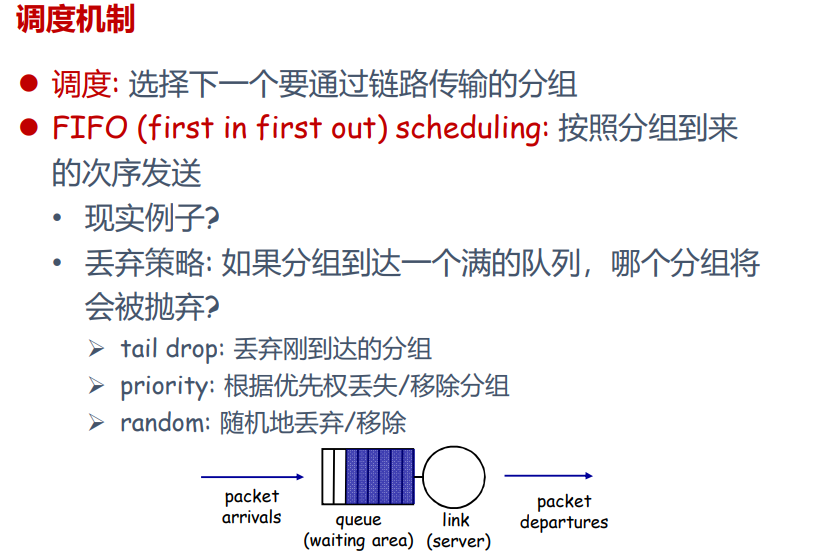 调度机制
● 调度: 选择下一个要通过链路传输的分组
● FIFO (first in first out) scheduling: 按照分组到来
的次序发送
• 现实例子?
• 丢弃策略: 如果分组到达一个满的队列，哪个分组将
会被抛弃?
➢ tail drop: 丢弃刚到达的分组
➢ priority: 根据优先权丢失/移除分组
➢ random: 随机地丢弃/移除
packet
arrivals
queue
(waiting area)
link
(server)
packet
departures